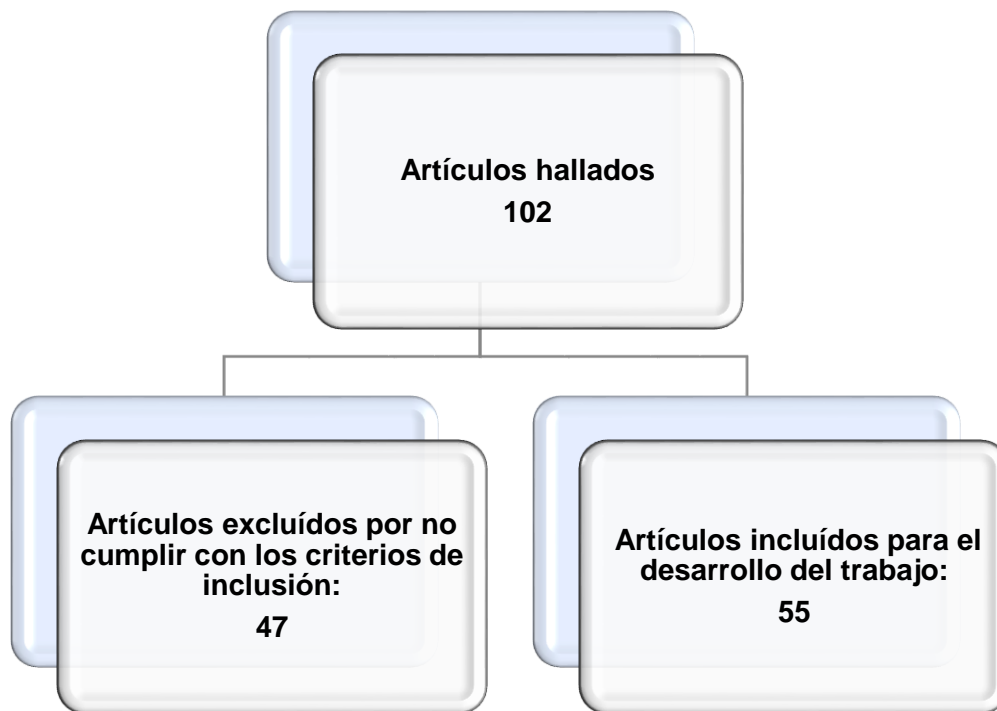 Artículos hallados
102
Artículos excluídos por no
cumplir con los criterios de
inclusión:
47
Artículos incluídos para el
desarrollo del trabajo:
55